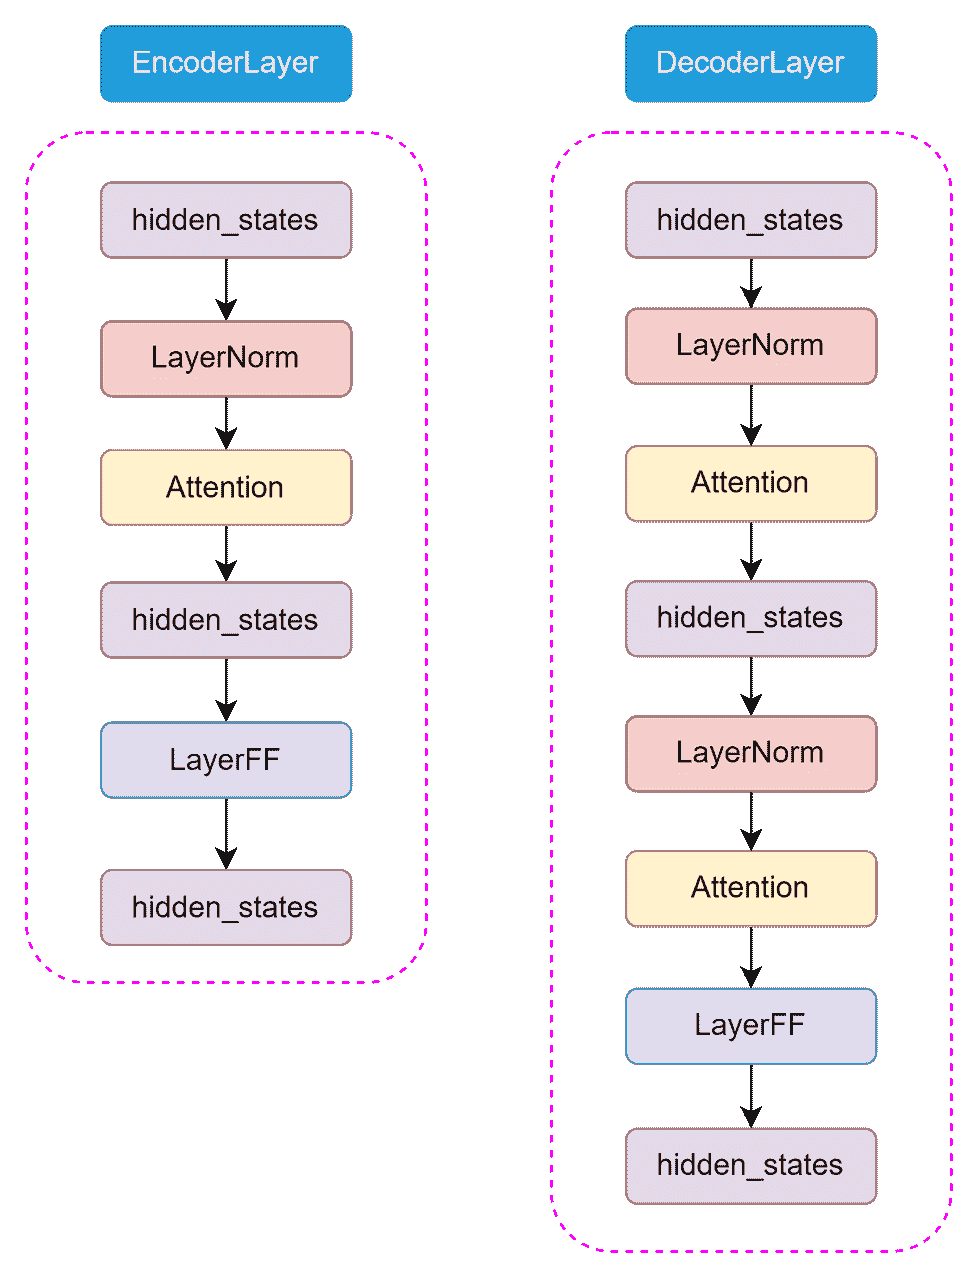 EncoderLayer
hidden_states
LayerNorm
Attention
hidden_states
LayerFF
hidden_states
DecoderLayer
hidden_states
LayerNorm
Attention
hidden_states
LayerNorm
Attention
LayerFF
hidden_states